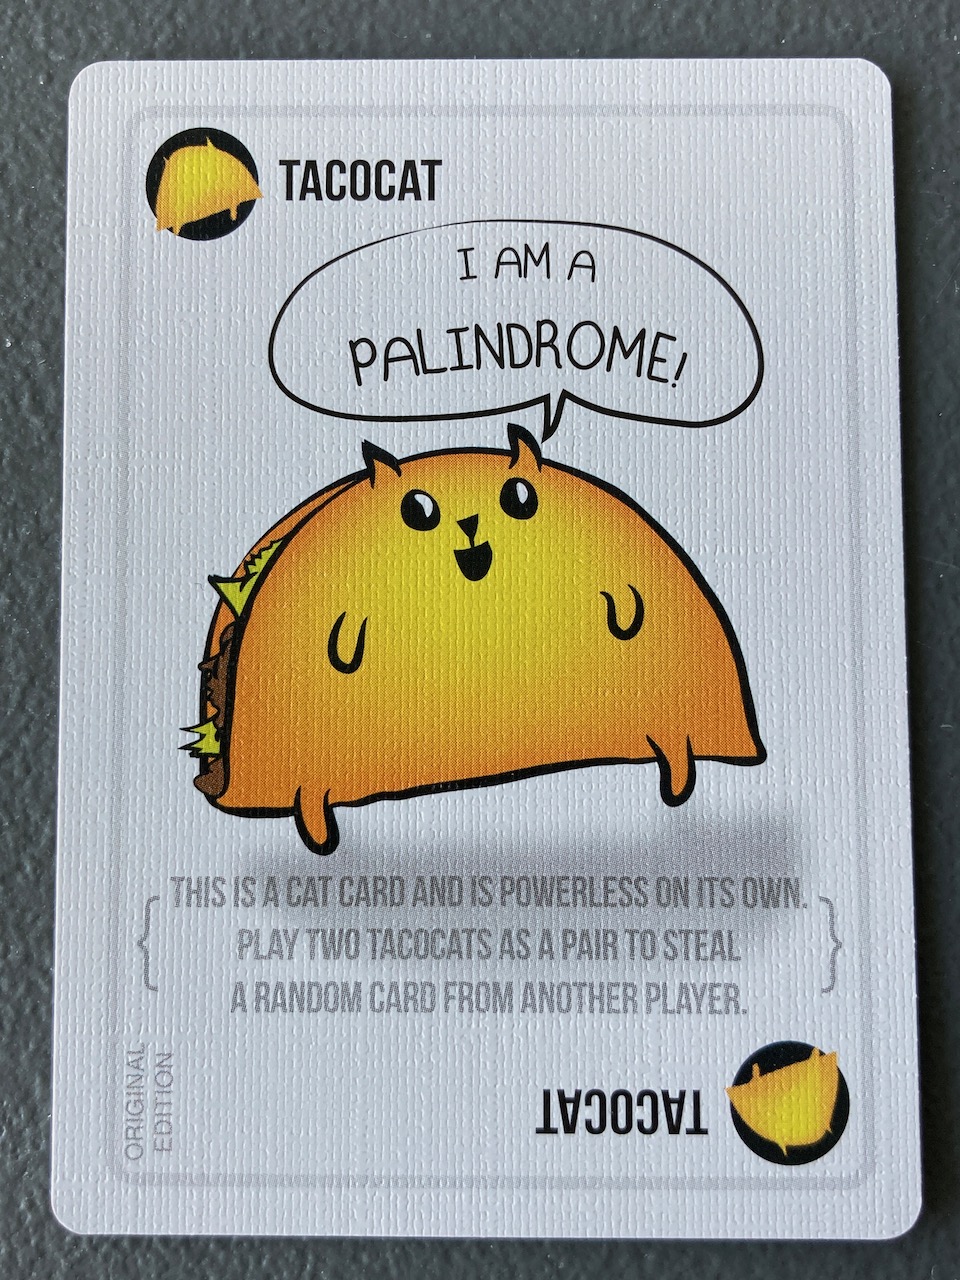 TACOCAT
I AM A
PALINDROME!
THIS IS A CAT CARD AND IS POWERLESS ON ITS OWN.
PLAY TWO TACOCATS AS A PAIR TO STEAL
A RANDOM CARD FROM ANOTHER PLAYER.
ORIGINAL
EDITION
TACOCAT